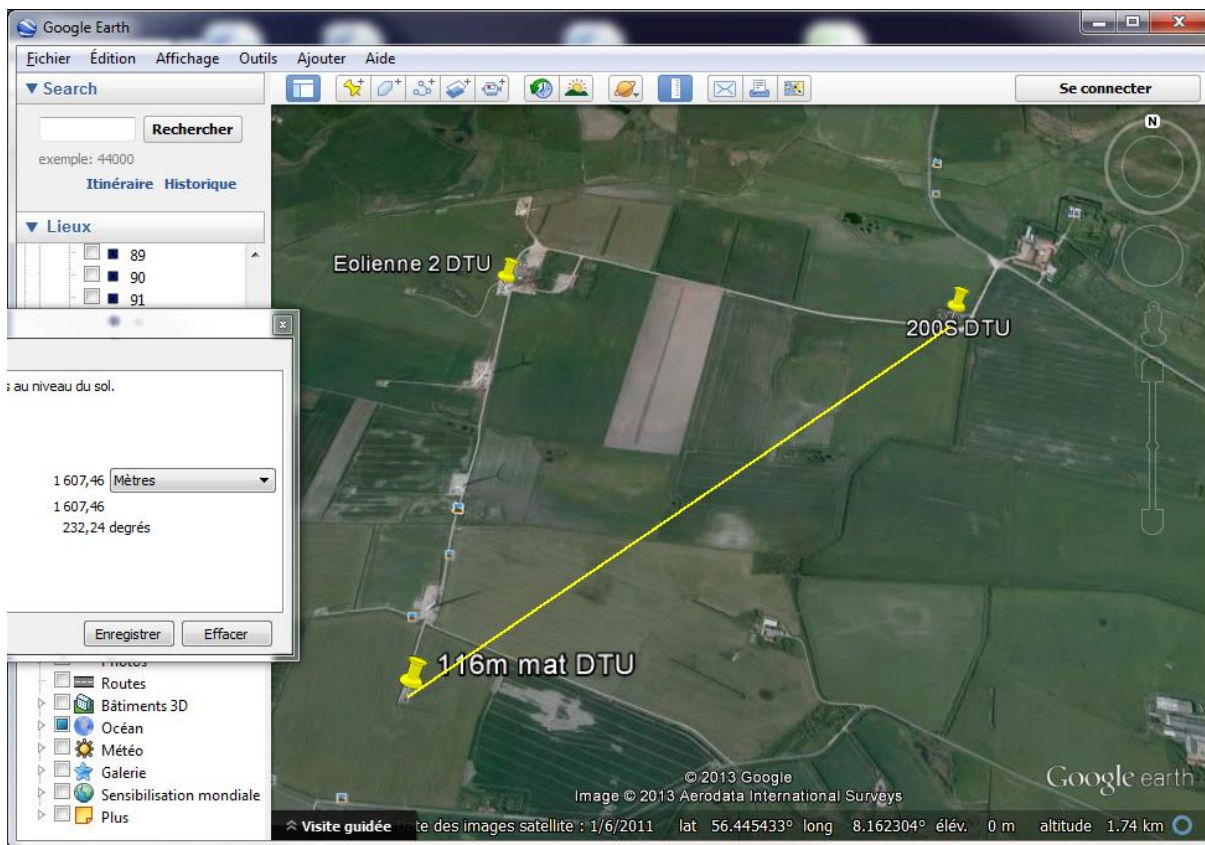 Google Earth
Fichier Édition Affichage Outils Ajouter Aide
Search
Se connecter
Rechercher
exemple: 44000
Itinéraire Historique
Lieux
89
90
91
N
Eolienne 2 DTU
200S DTU
au niveau du sol.
1 607,46 Mètres
1 607,46
232,24 degrés
Enregistrer Effacer
116m mat DTU
Photos
Routes
Bâtiments 3D
Océan
Météo
Galerie
Sensibilisation mondiale
Plus
© 2013 Google
Image © 2013 Aerodata International Surveys
Google earth
Visite guidée te des images satellite : 1/6/2011 lat 56.445433° long 8.162304° élév. 0 m altitude 1.74 km